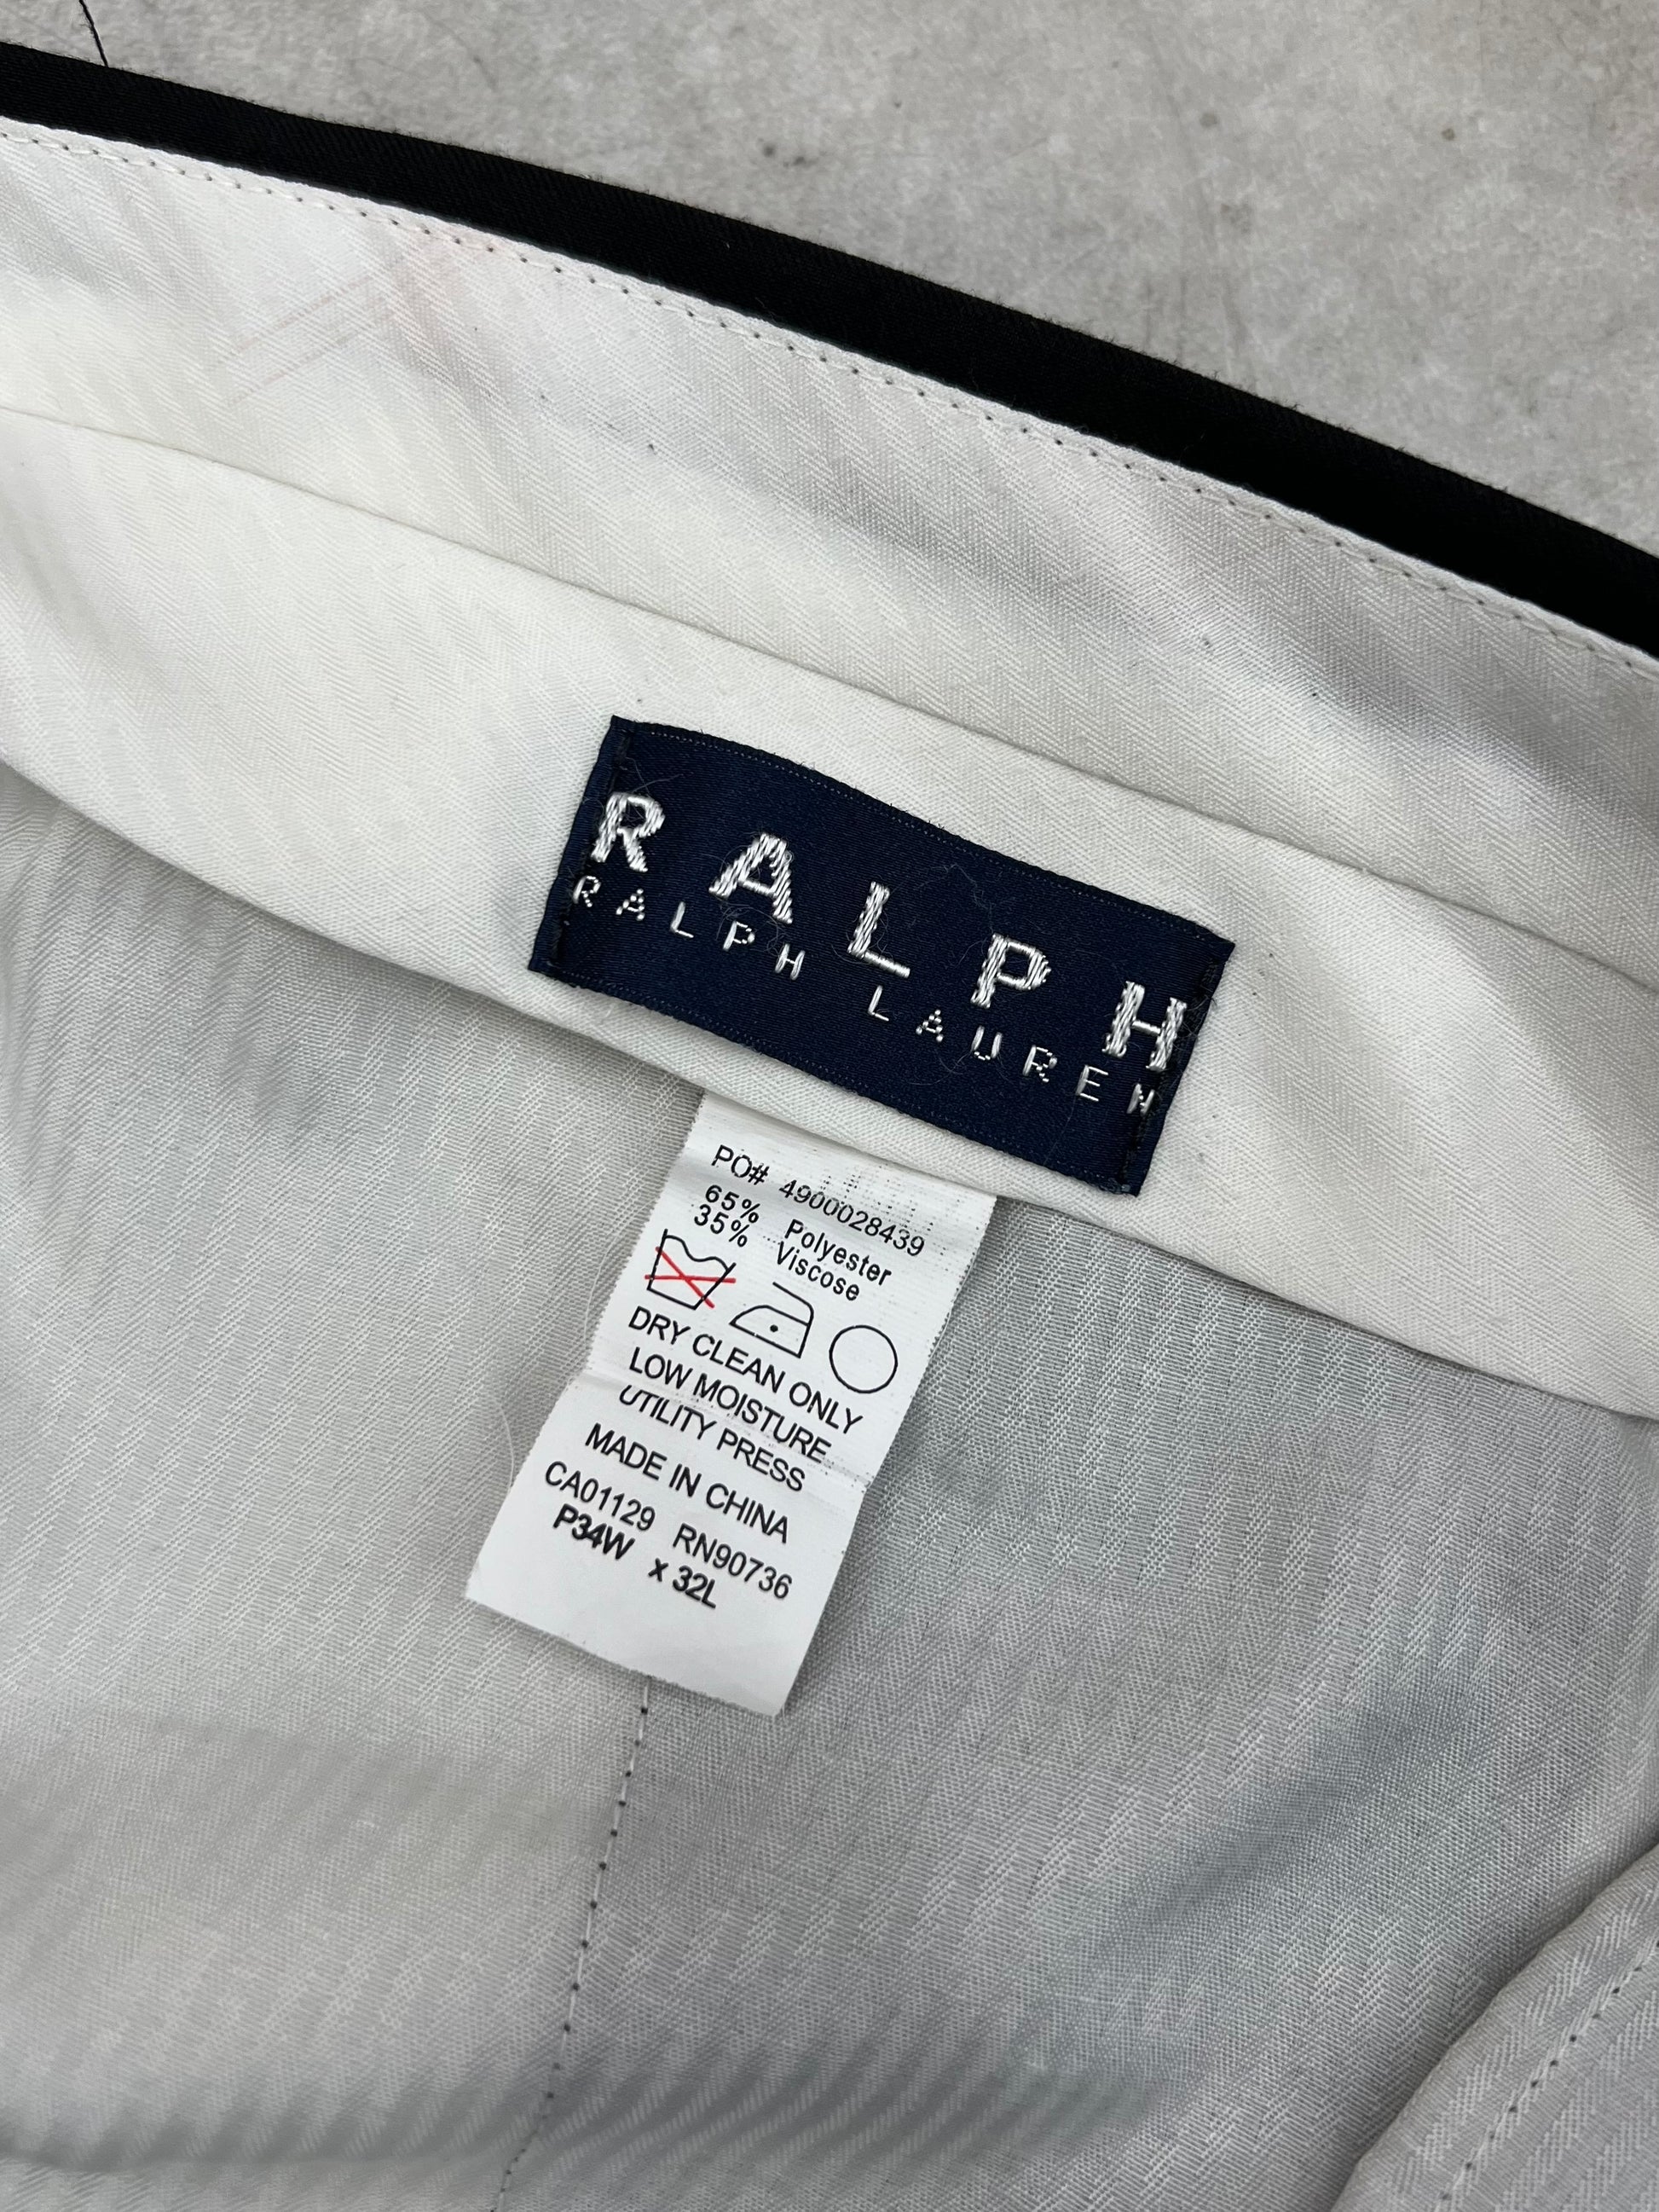 RALPH
RALPH LAUREN
PO# 4900028439
65% Polyester
35% Viscose
DRY CLEAN ONLY
LOW MOISTURE
UTILITY PRESS
MADE IN CHINA
CA01129 RN90736
P34W x 32L